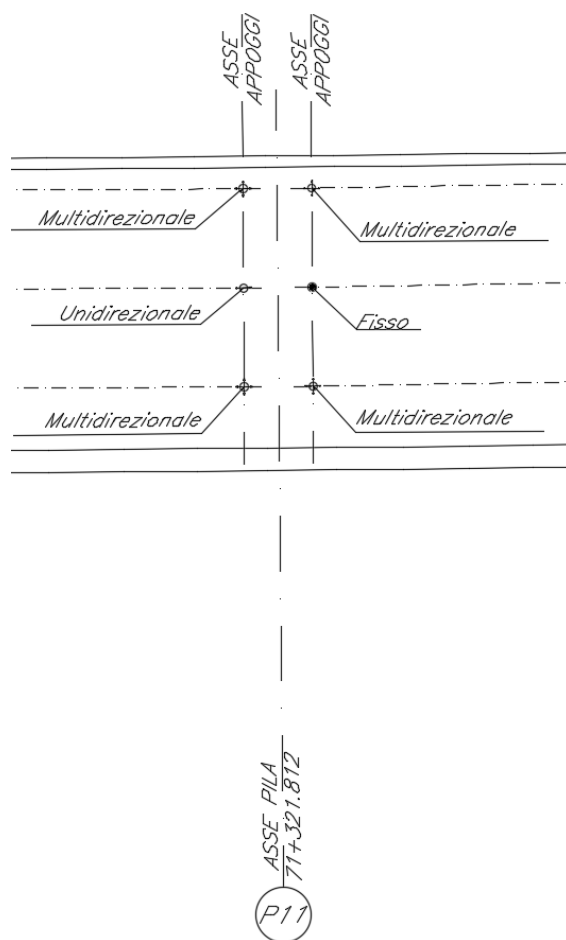 ASSE
APPOGGI
ASSE
APPOGGI
Multidirezionale
Multidirezionale
Unidirezionale
Fisso
Multidirezionale
Multidirezionale
ASSE PILA
71+321.812
P11